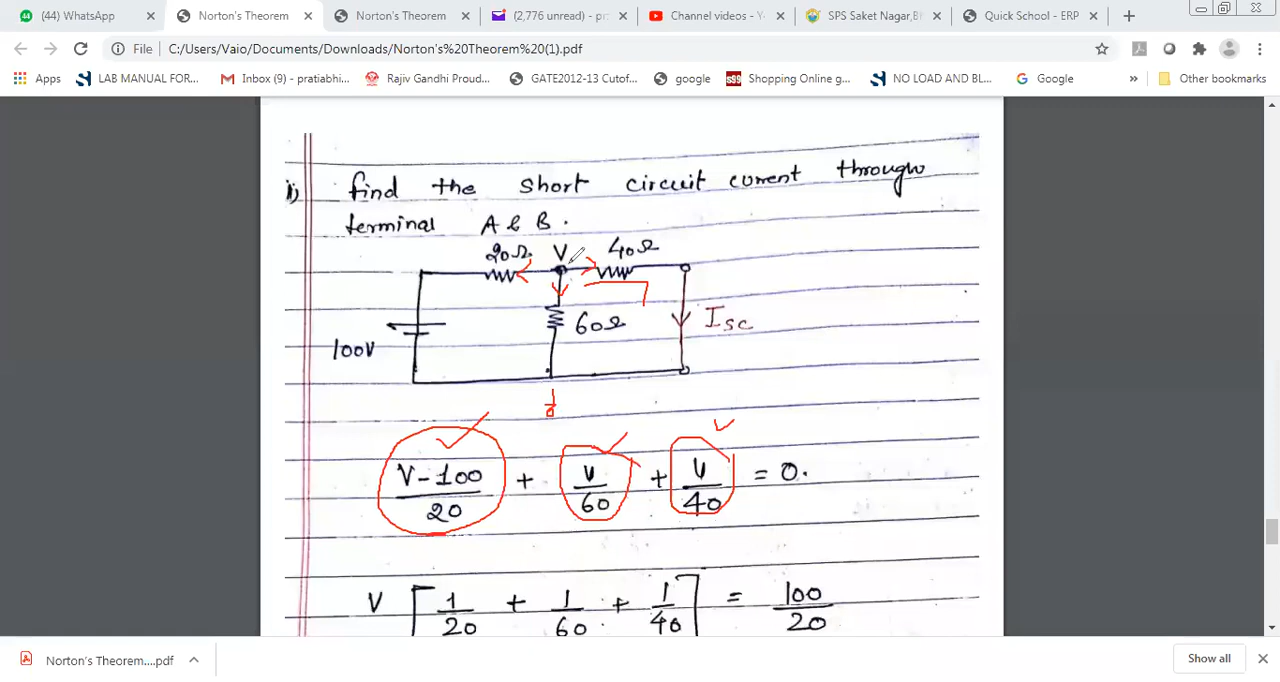 (44) WhatsApp
Norton's Theorem
Norton's Theorem
(2,776 unread) - pr
Channel videos - Y
SPS Saket Nagar,B
Quick School - ERP
File
C:/Users/Vaio/Documents/Downloads/Norton's%20Theorem%20(1).pdf
Apps
LAB MANUAL FOR...
Inbox (9) - pratiabhi...
Rajiv Gandhi Proud...
GATE2012-13 Cutof...
google
Shopping Online g...
NO LOAD AND BL...
Google
»
Other bookmarks
ii) find the short circuit current through
terminal A & B.
20Ω V 40Ω
60Ω Isc
100V
V-100/20 + V/60 + V/40 = 0.
V [1/20 + 1/60 + 1/40] = 100/20
Norton's Theorem....pdf
Show all